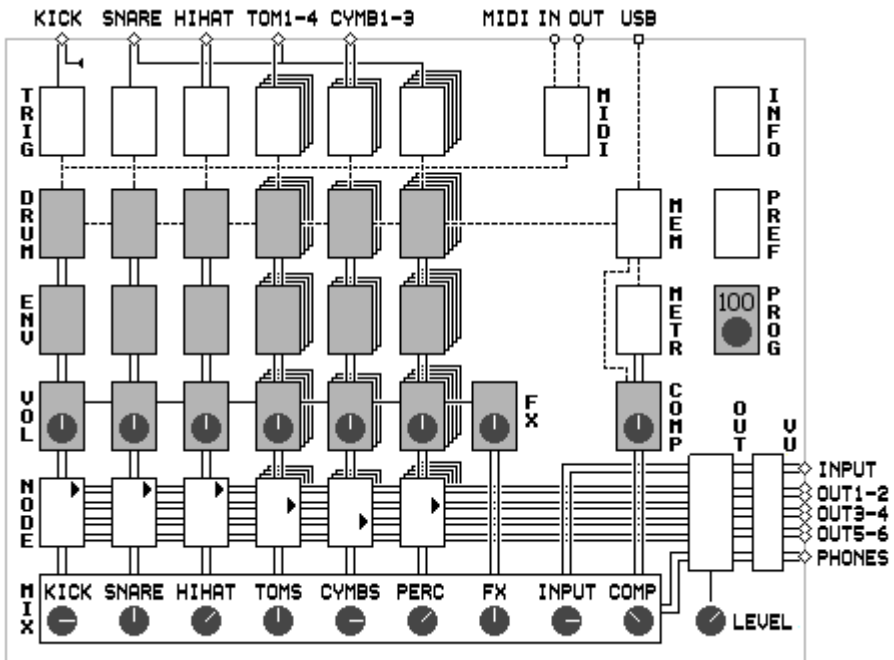 KICK SNARE HIHAT TOM1-4 CYMB1-3 MIDI IN OUT USB
TRIG MIDI INFO
DRUM MEM PREF
ENV METR 100 PROG
VOL FX COMP OUT VU
INPUT
NODE OUT1-2
OUT3-4
OUT5-6
PHONES
MIX KICK SNARE HIHAT TOMS CYMBS PERC FX INPUT COMP
LEVEL